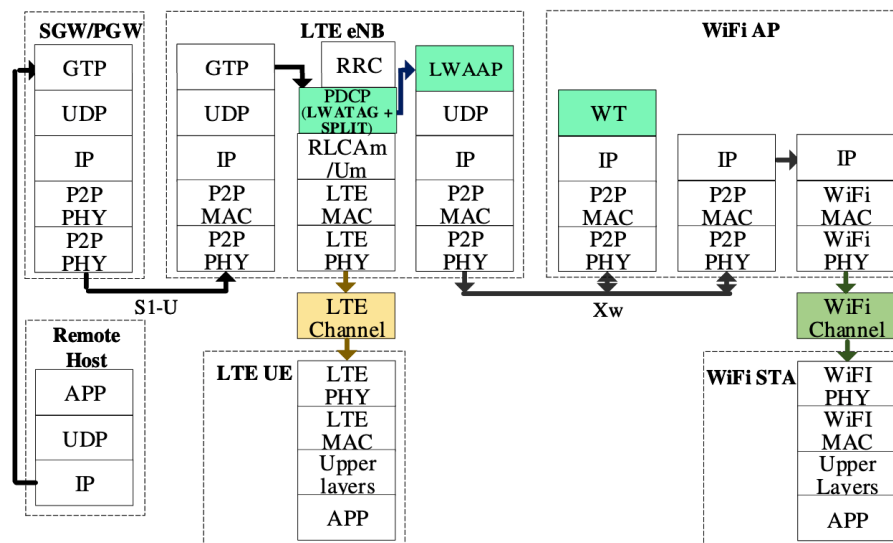 SGW/PGW
GTP
UDP
IP
P2P
PHY
P2P
PHY
S1-U
Remote
Host
APP
UDP
IP
LTE eNB
GTP
UDP
IP
P2P
MAC
P2P
PHY
RRC
PDCP
(LWATAG +
SPLIT)
RLCAm
/Um
LTE
MAC
LTE
PHY
LWAAP
UDP
IP
P2P
MAC
P2P
PHY
LTE
Channel
LTE UE
LTE
PHY
LTE
MAC
Upper
layers
APP
Xw
WiFi AP
WT
IP
P2P
MAC
P2P
PHY
IP
P2P
MAC
P2P
PHY
IP
WiFi
MAC
WiFi
PHY
WiFi
Channel
WiFi STA
WiFI
PHY
WiFI
MAC
Upper
Layers
APP